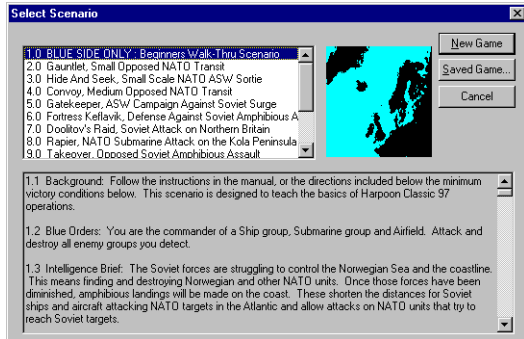 Select Scenario
1.0 BLUE SIDE ONLY : Beginners Walk-Thru Scenario
2.0 Gauntlet, Small Opposed NATO Transit
3.0 Hide And Seek, Small Scale NATO ASW Sortie
4.0 Convoy, Medium Opposed NATO Transit
5.0 Gatekeeper, ASW Campaign Against Soviet Surge
6.0 Fortress Keflavik, Defense Against Soviet Amphibious A
7.0 Doolitov's Raid, Soviet Attack on Northern Britain
8.0 Rapier, NATO Submarine Attack on the Kola Peninsula
9.0 Takeover, Opposed Soviet Amphibious Assault
New Game
Saved Game...
Cancel
1.1 Background: Follow the instructions in the manual, or the directions included below the minimum
victory conditions below. This scenario is designed to teach the basics of Harpoon Classic 97
operations.
1.2 Blue Orders: You are the commander of a Ship group, Submarine group and Airfield. Attack and
destroy all enemy groups you detect.
1.3 Intelligence Brief: The Soviet forces are struggling to control the Norwegian Sea and the coastline.
This means finding and destroying Norwegian and other NATO units. Once those forces have been
diminished, amphibious landings will be made on the coast. These shorten the distances for Soviet
ships and aircraft attacking NATO targets in the Atlantic and allow attacks on NATO units that try to
reach Soviet targets.